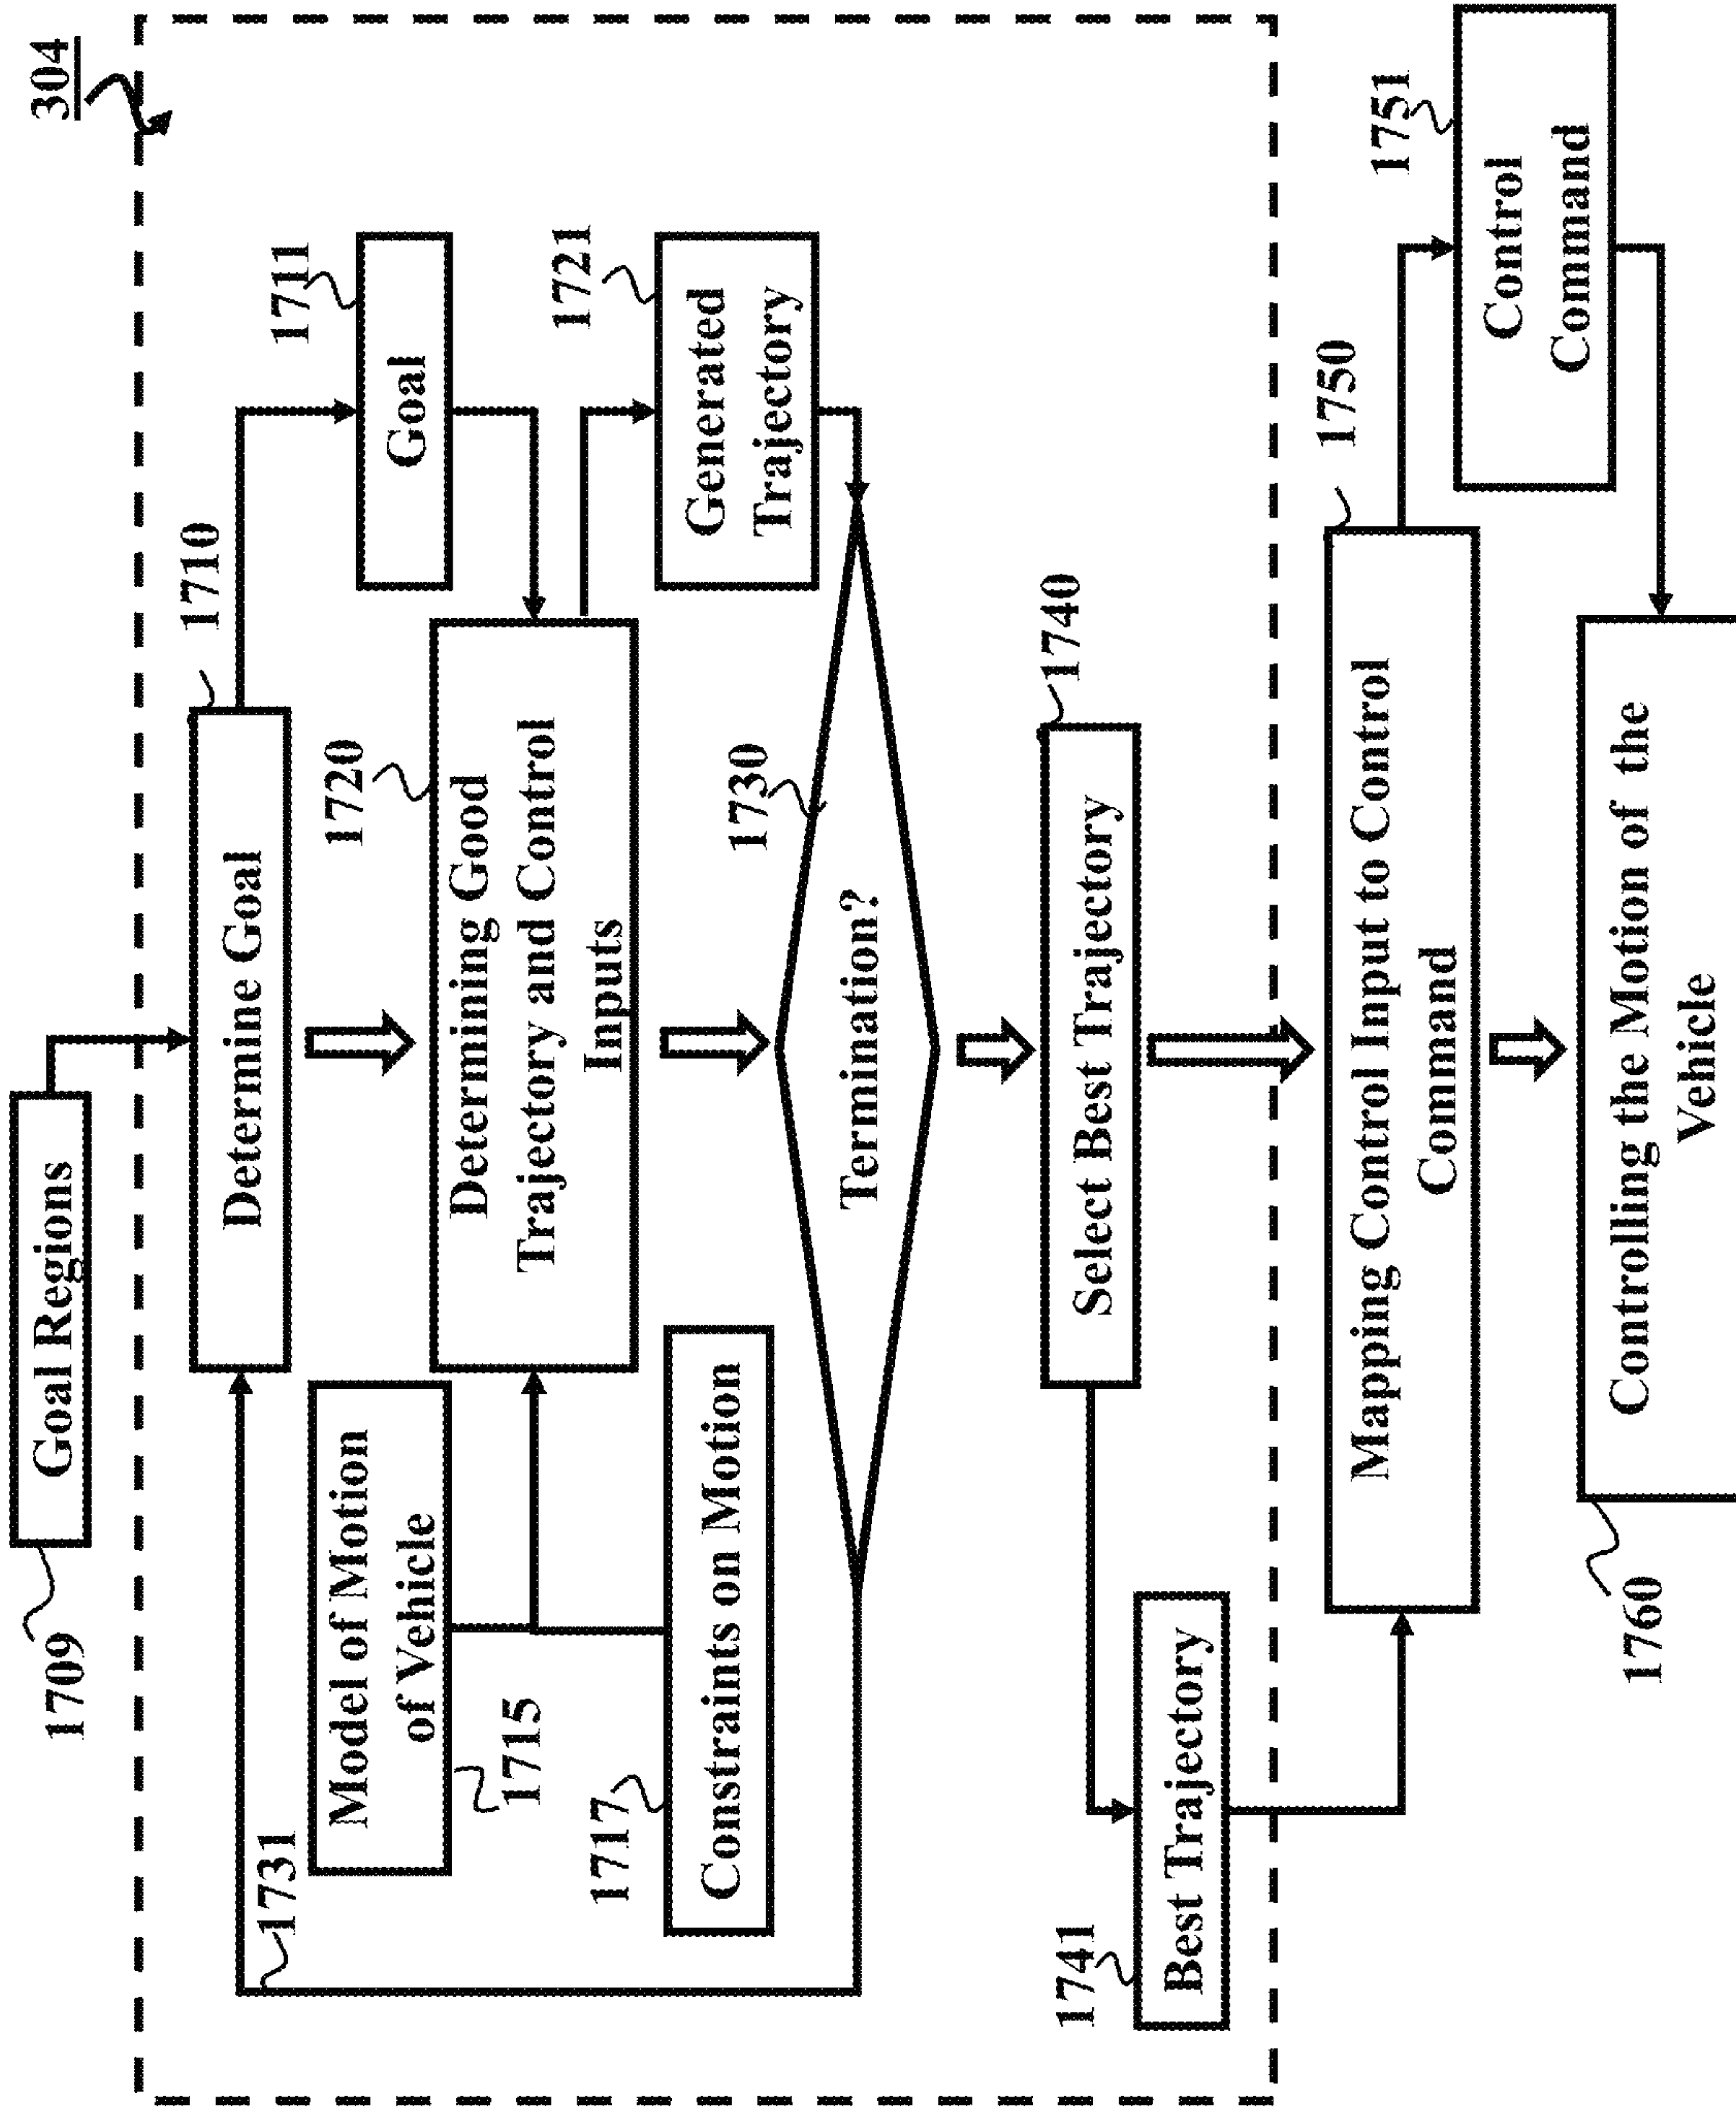 304
1709
Goal Regions
1710
Determine Goal
1711
Goal
1731
Model of Motion
of Vehicle
1715
1720
Determining Good
Trajectory and Control
Inputs
1717
Constraints on Motion
1721
Generated
Trajectory
1730
Termination?
1740
Select Best Trajectory
1741
Best Trajectory
1750
Mapping Control Input to Control
Command
1751
Control
Command
1760
Controlling the Motion of the
Vehicle